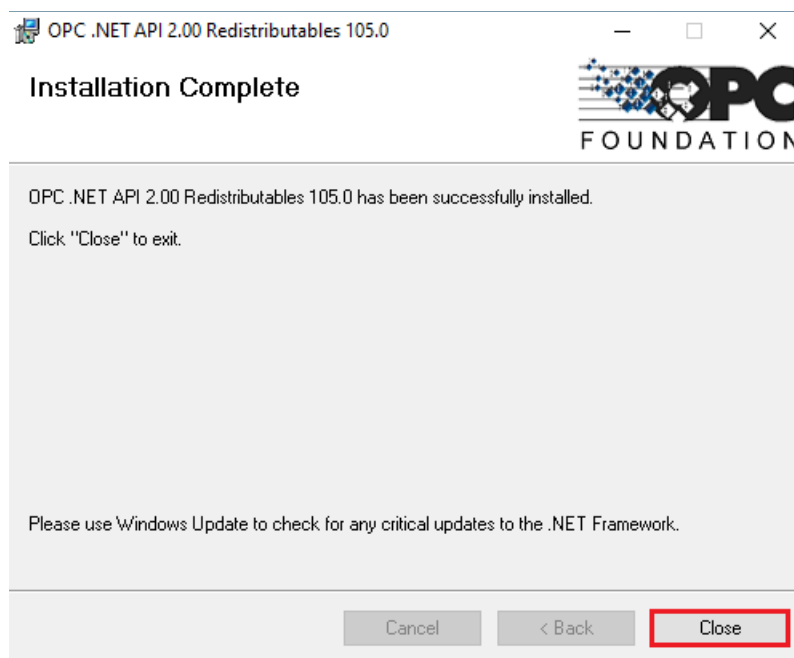 OPC .NET API 2.00 Redistributables 105.0
Installation Complete
OPC
FOUNDATION
OPC .NET API 2.00 Redistributables 105.0 has been successfully installed.
Click "Close" to exit.
Please use Windows Update to check for any critical updates to the .NET Framework.
Cancel
< Back
Close